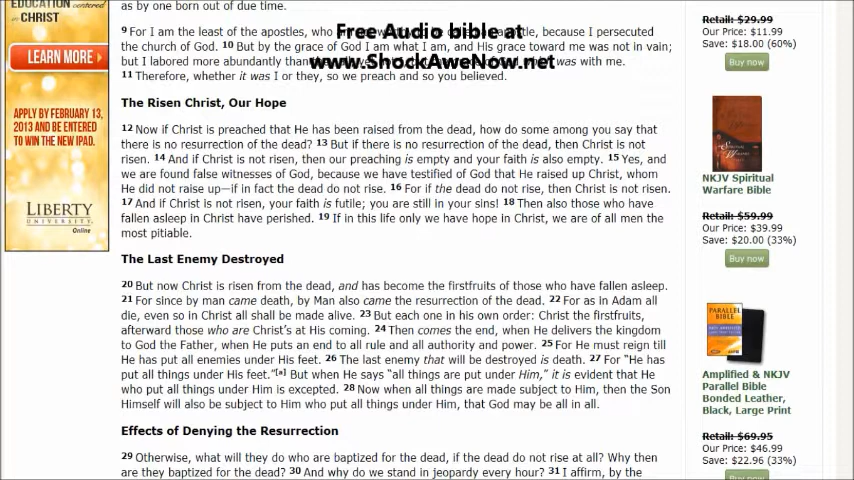 EDUCATION centered in CHRIST
LEARN MORE ›
APPLY BY FEBRUARY 13,
2013 AND BE ENTERED
TO WIN THE NEW IPAD.
LIBERTY
UNIVERSITY
Online
as by one born out of due time.
9 For I am the least of the apostles, who am because I persecuted
the church of God. 10 But by the grace of God I am what I am, and His grace toward me was not in vain;
but I labored more abundantly than was with me.
11 Therefore, whether it was I or they, so we preach and so you believed.
Free Audio bible at
www.ShockAweNow.net
The Risen Christ, Our Hope
12 Now if Christ is preached that He has been raised from the dead, how do some among you say that
there is no resurrection of the dead? 13 But if there is no resurrection of the dead, then Christ is not
risen. 14 And if Christ is not risen, then our preaching is empty and your faith is also empty. 15 Yes, and
we are found false witnesses of God, because we have testified of God that He raised up Christ, whom
He did not raise up—if in fact the dead do not rise. 16 For if the dead do not rise, then Christ is not risen.
17 And if Christ is not risen, your faith is futile; you are still in your sins! 18 Then also those who have
fallen asleep in Christ have perished. 19 If in this life only we have hope in Christ, we are of all men the
most pitiable.
The Last Enemy Destroyed
20 But now Christ is risen from the dead, and has become the firstfruits of those who have fallen asleep.
21 For since by man came death, by Man also came the resurrection of the dead. 22 For as in Adam all
die, even so in Christ all shall be made alive. 23 But each one in his own order: Christ the firstfruits,
afterward those who are Christ's at His coming. 24 Then comes the end, when He delivers the kingdom
to God the Father, when He puts an end to all rule and all authority and power. 25 For He must reign till
He has put all enemies under His feet. 26 The last enemy that will be destroyed is death. 27 For "He has
put all things under His feet."[a] But when He says "all things are put under Him," it is evident that He
who put all things under Him is excepted. 28 Now when all things are made subject to Him, then the Son
Himself will also be subject to Him who put all things under Him, that God may be all in all.
Effects of Denying the Resurrection
29 Otherwise, what will they do who are baptized for the dead, if the dead do not rise at all? Why then
are they baptized for the dead? 30 And why do we stand in jeopardy every hour? 31 I affirm, by the
Retail: $29.99
Our Price: $11.99
Save: $18.00 (60%)
Buy now
NKJV Spiritual
Warfare Bible
Retail: $59.99
Our Price: $39.99
Save: $20.00 (33%)
Buy now
PARALLEL
BIBLE
Amplified & NKJV
Parallel Bible
Bonded Leather,
Black, Large Print
Retail: $69.95
Our Price: $46.99
Save: $22.96 (33%)
Buy now